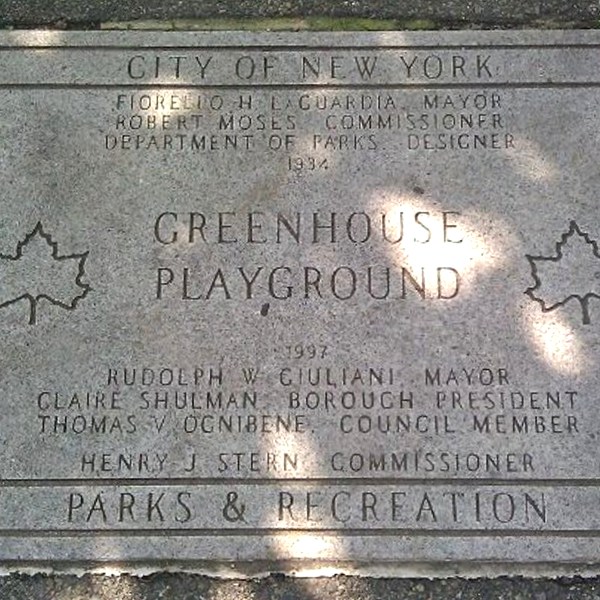 CITY OF NEW YORK
FIORELLO H LAGUARDIA, MAYOR
ROBERT MOSES, COMMISSIONER
DEPARTMENT OF PARKS, DESIGNER
1934
GREENHOUSE
PLAYGROUND
1997
RUDOLPH W GIULIANI, MAYOR
CLAIRE SHULMAN, BOROUGH PRESIDENT
THOMAS V OGNIBENE, COUNCIL MEMBER
HENRY J STERN, COMMISSIONER
PARKS & RECREATION